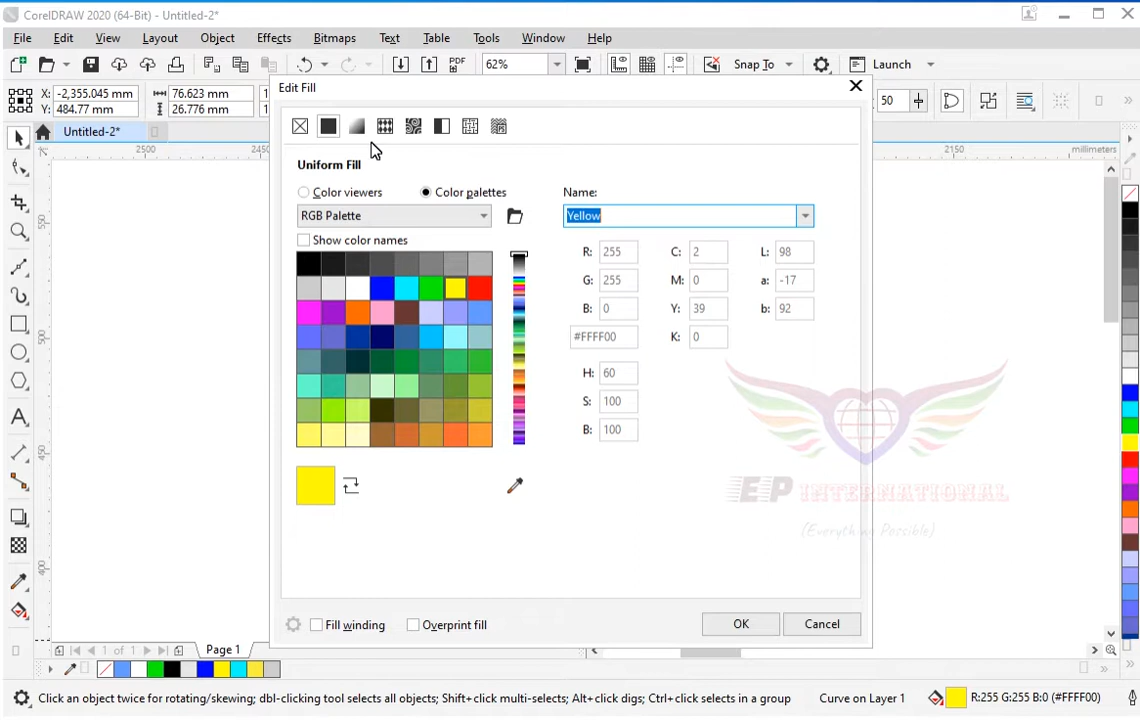 CorelDRAW 2020 (64-Bit) - Untitled-2*
File Edit View Layout Object Effects Bitmaps Text Table Tools Window Help
PDF 62% Snap To Launch
X: -2,355.045 mm 76.623 mm
Y: 484.77 mm 26.776 mm
50
Edit Fill
Untitled-2*
2500 2450 2150 millimeters
550
500
450
400
Uniform Fill
Color viewers Color palettes Name:
RGB Palette Yellow
Show color names
R: 255 C: 2 L: 98
G: 255 M: 0 a: -17
B: 0 Y: 39 b: 92
#FFFF00 K: 0
H: 60
S: 100
B: 100
EP INTERNATIONAL
(Everything Possible)
Fill winding Overprint fill OK Cancel
1 of 1 Page 1
Click an object twice for rotating/skewing; dbl-clicking tool selects all objects; Shift+click multi-selects; Alt+click digs; Ctrl+click selects in a group Curve on Layer 1 R:255 G:255 B:0 (#FFFF00)